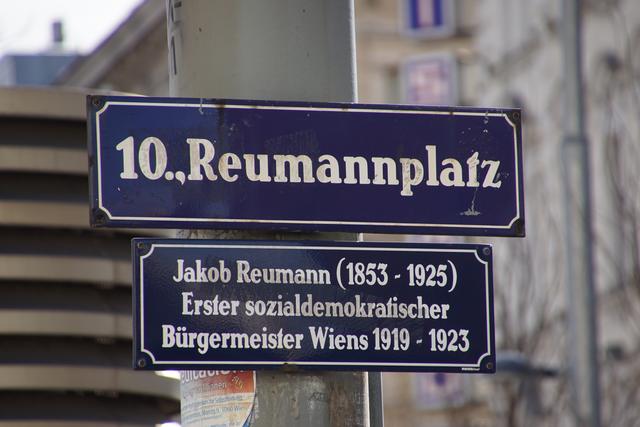 10., Reumannplatz
Jakob Reumann (1853 - 1925)
Erster sozialdemokratischer
Bürgermeister Wiens 1919 - 1923